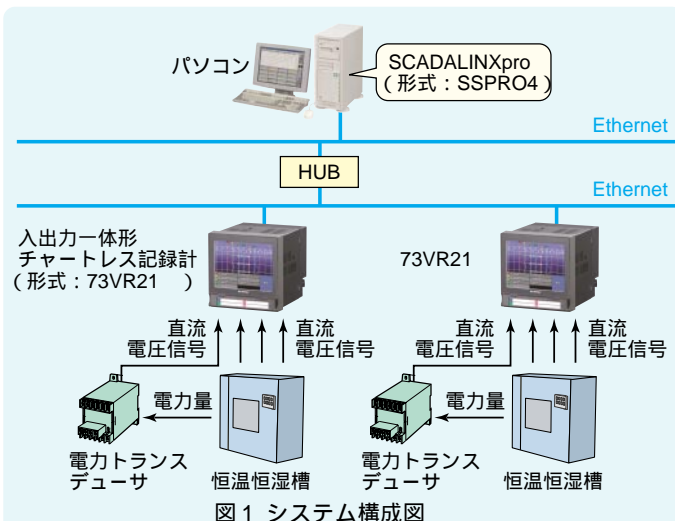 パソコン
SCADALINXpro
（形式：SSPRO4）
Ethernet
HUB
Ethernet
入出力一体形
チャートレス記録計
（形式：73VR21　）
73VR21
直流
電圧信号
直流
電圧信号
直流
電圧信号
直流
電圧信号
電力量
電力量
電力トランス
デューサ
恒温恒湿槽
電力トランス
デューサ
恒温恒湿槽
図1 システム構成図